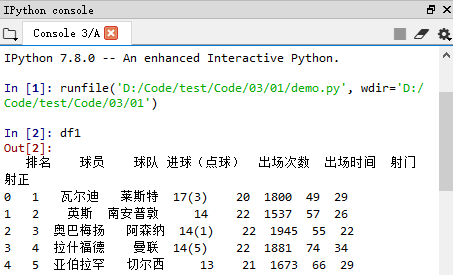 IPython console
Console 3/A
IPython 7.8.0 -- An enhanced Interactive Python.
In [1]: runfile('D:/Code/test/Code/03/01/demo.py', wdir='D:/
Code/test/Code/03/01')
In [2]: df1
Out[2]:
排名 球员 球队 进球（点球） 出场次数 出场时间 射门
射正
0 1 瓦尔迪 莱斯特 17(3) 20 1800 49 29
1 2 英斯 南安普敦 14 22 1537 57 26
2 3 奥巴梅扬 阿森纳 14(1) 22 1945 55 22
3 4 拉什福德 曼联 14(5) 22 1881 74 34
4 5 亚伯拉罕 切尔西 13 21 1673 66 29